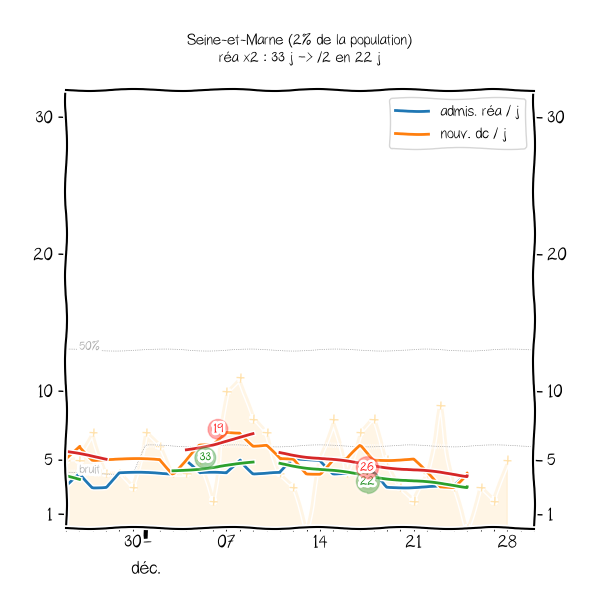 Seine-et-Marne (2% de la population)
réa x2 : 33 j -> /2 en 22 j
admis. réa / j
nouv. dc / j
30 30
20 20
50%
10 10
19
33
5 5
bruit
26
22
1 1
30 07 14 21 28
déc.